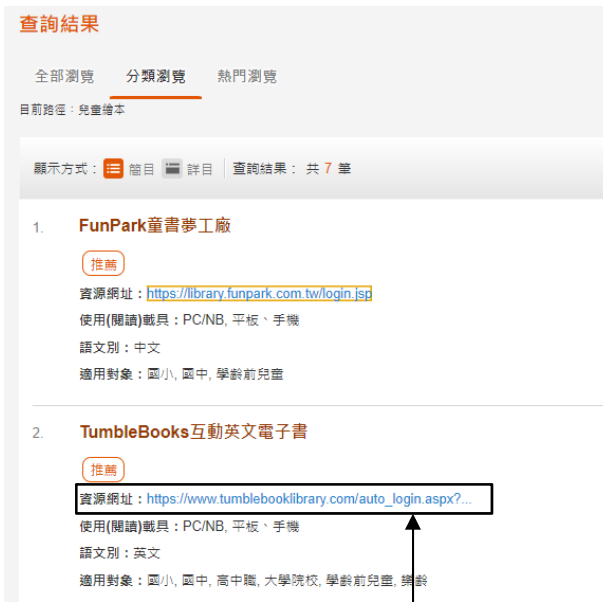 查詢結果
全部瀏覽 分類瀏覽 熱門瀏覽
目前路徑：兒童繪本
顯示方式： 簡目 詳目 查詢結果： 共 7 筆
1. FunPark童書夢工廠
推薦
資源網址：https://library.funpark.com.tw/login.jsp
使用(閱讀)載具：PC/NB, 平板、手機
語文別：中文
適用對象：國小, 國中, 學齡前兒童
2. TumbleBooks互動英文電子書
推薦
資源網址：https://www.tumblebooklibrary.com/auto_login.aspx?...
使用(閱讀)載具：PC/NB, 平板、手機
語文別：英文
適用對象：國小, 國中, 高中職, 大學院校, 學齡前兒童, 樂齡